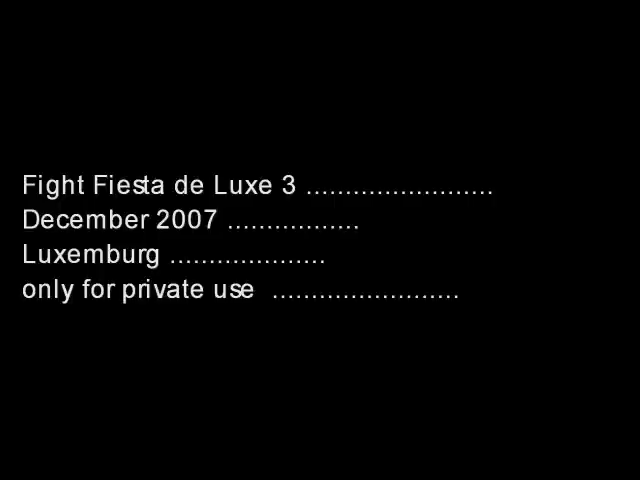 Fight Fiesta de Luxe 3 ........................
December 2007 .................
Luxemburg ....................
only for private use ........................